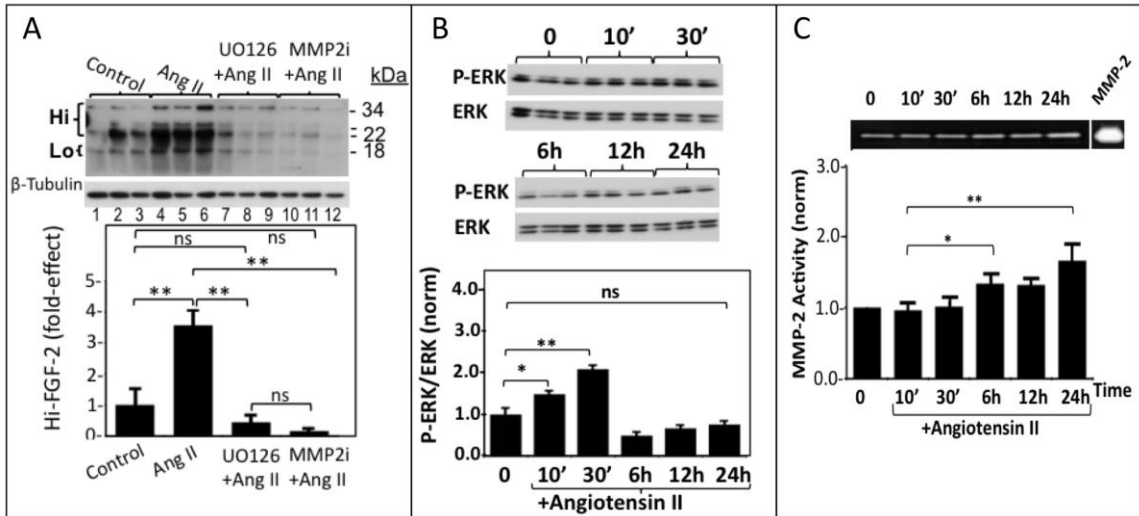 A
Control
Ang II
UO126
+Ang II
MMP2i
+Ang II
kDa
Hi
Lo
- 34
- 22
- 18
β-Tubulin
1 2 3 4 5 6 7 8 9 10 11 12
Hi-FGF-2 (fold-effect)
5-
4
3
2
1
0
ns
ns
**
**
**
ns
Control
Ang II
UO126
+Ang II
MMP2i
+Ang II
B
0 10’ 30’
P-ERK
ERK
6h 12h 24h
P-ERK
ERK
P-ERK/ERK (norm)
4.0
3.0
2.0
1.0
0.0
ns
**
*
0 10’ 30’ 6h 12h 24h
+Angiotensin II
C
0 10’ 30’ 6h 12h 24h
MMP-2
MMP-2 Activity (norm)
3.0
2.0
1.0
0.0
**
*
0 10’ 30’ 6h 12h 24h Time
+Angiotensin II